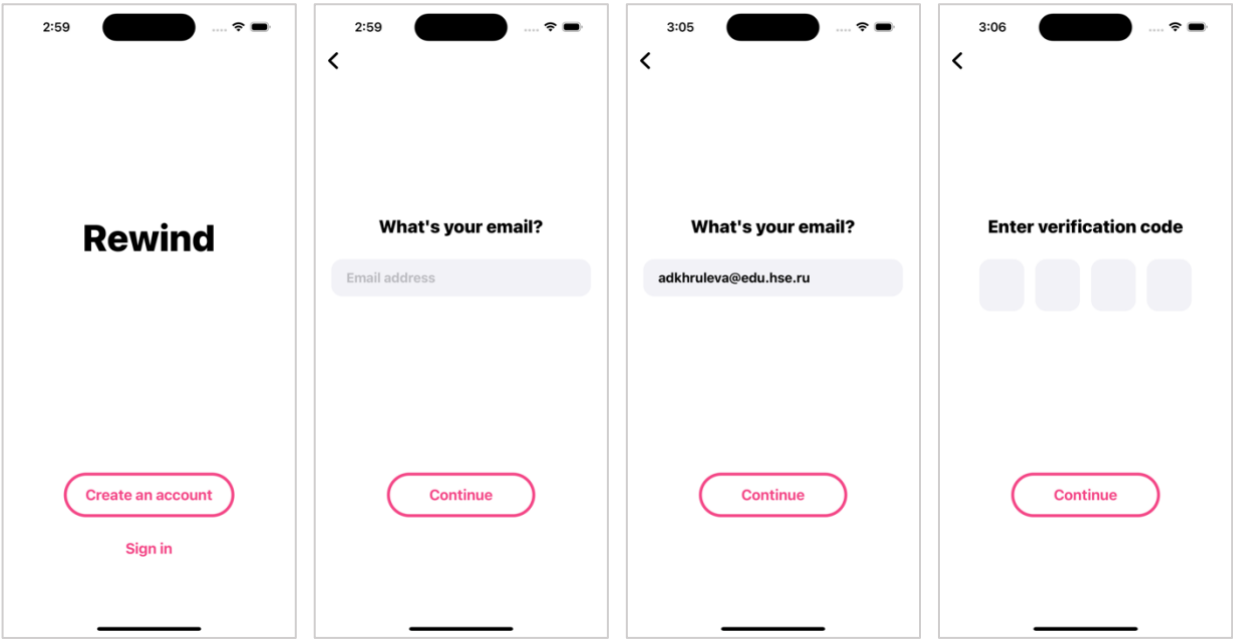 2:59
Rewind
Create an account
Sign in
2:59
What's your email?
Email address
Continue
3:05
What's your email?
adkhruleva@edu.hse.ru
Continue
3:06
Enter verification code
Continue